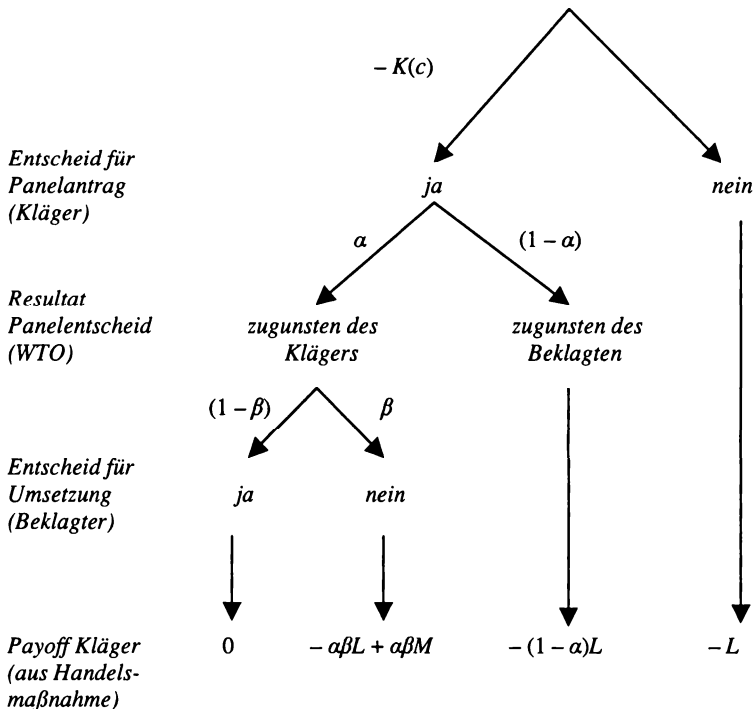 – K(c)
Entscheid für
Panelantrag
(Kläger)
ja
nein
α
(1 – α)
Resultat
Panelentscheid
(WTO)
zugunsten des
Klägers
zugunsten des
Beklagten
(1 – β)
β
Entscheid für
Umsetzung
(Beklagter)
ja
nein
Payoff Kläger
(aus Handels-
maßnahme)
0
– αβL + αβM
– (1 – α)L
– L